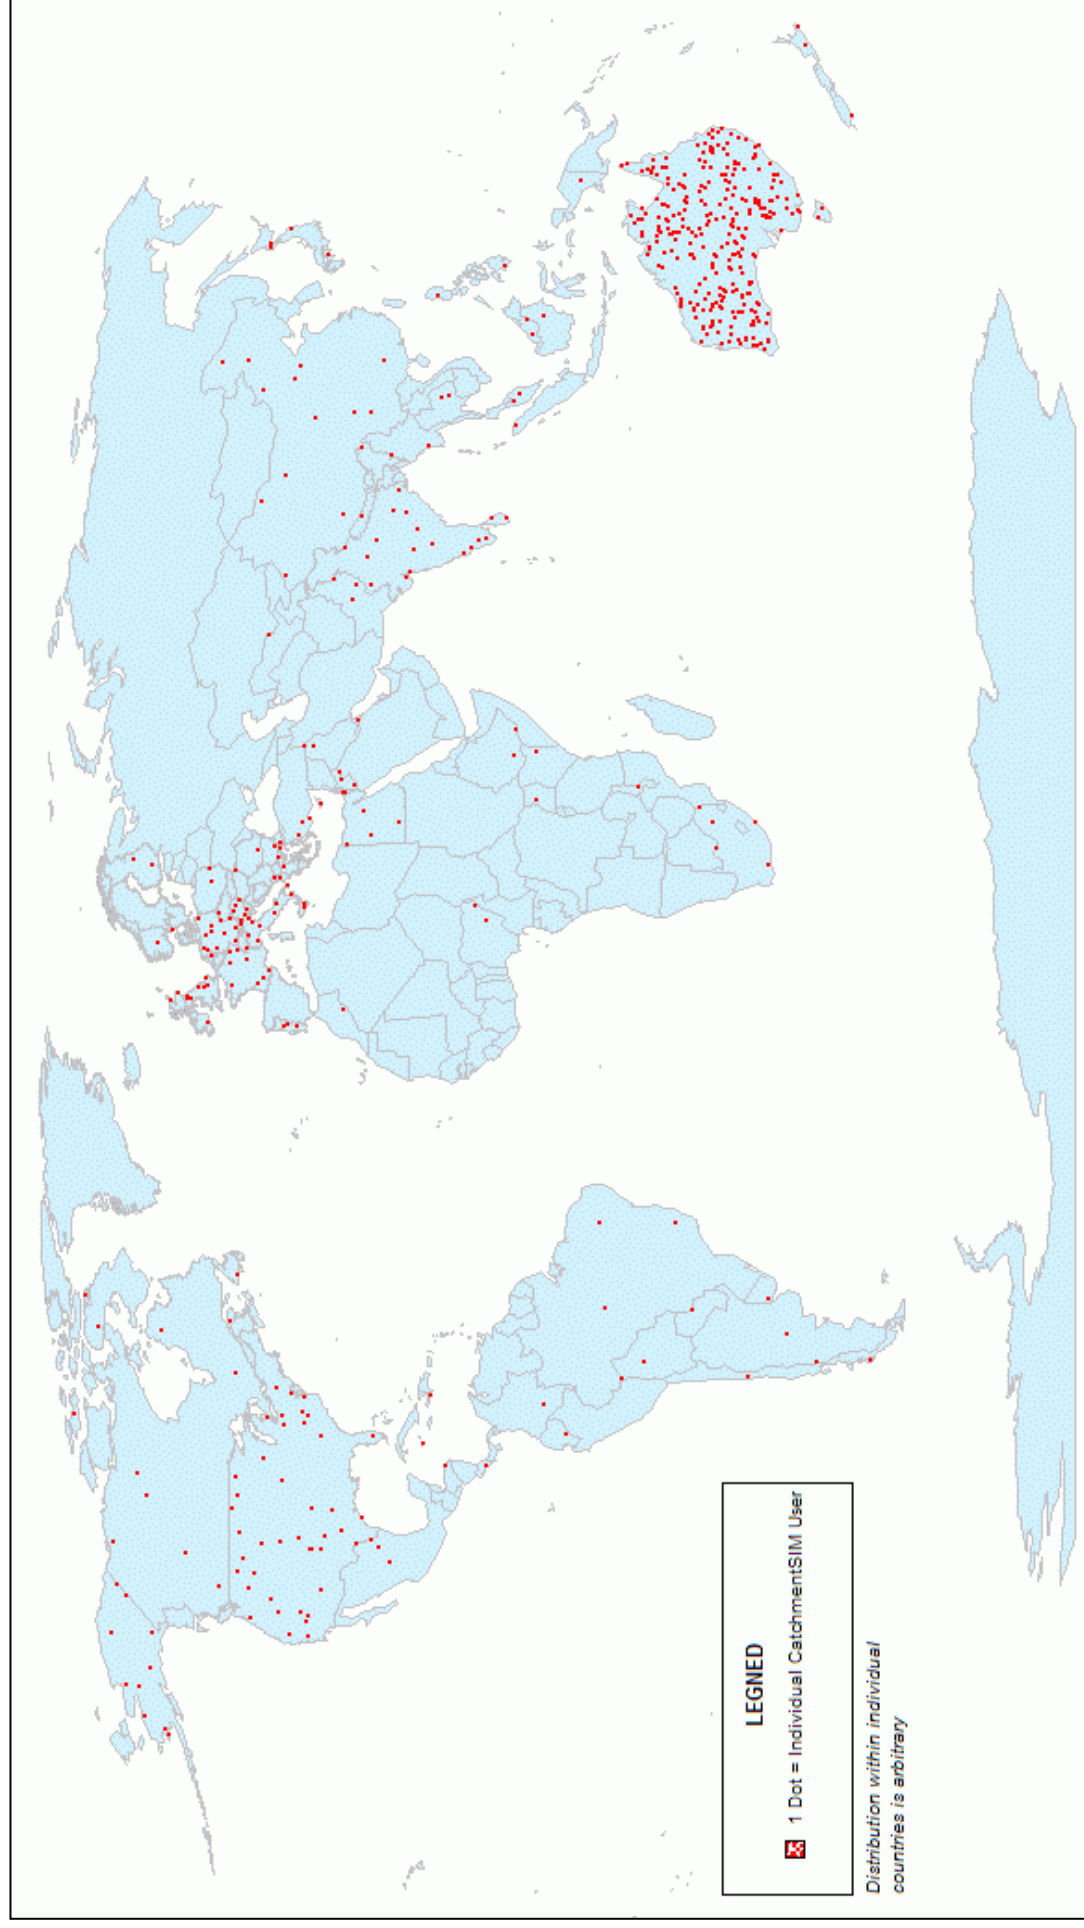 LEGNED
1 Dot = Individual CatchmentSIM User
Distribution within individual
countries is arbitrary